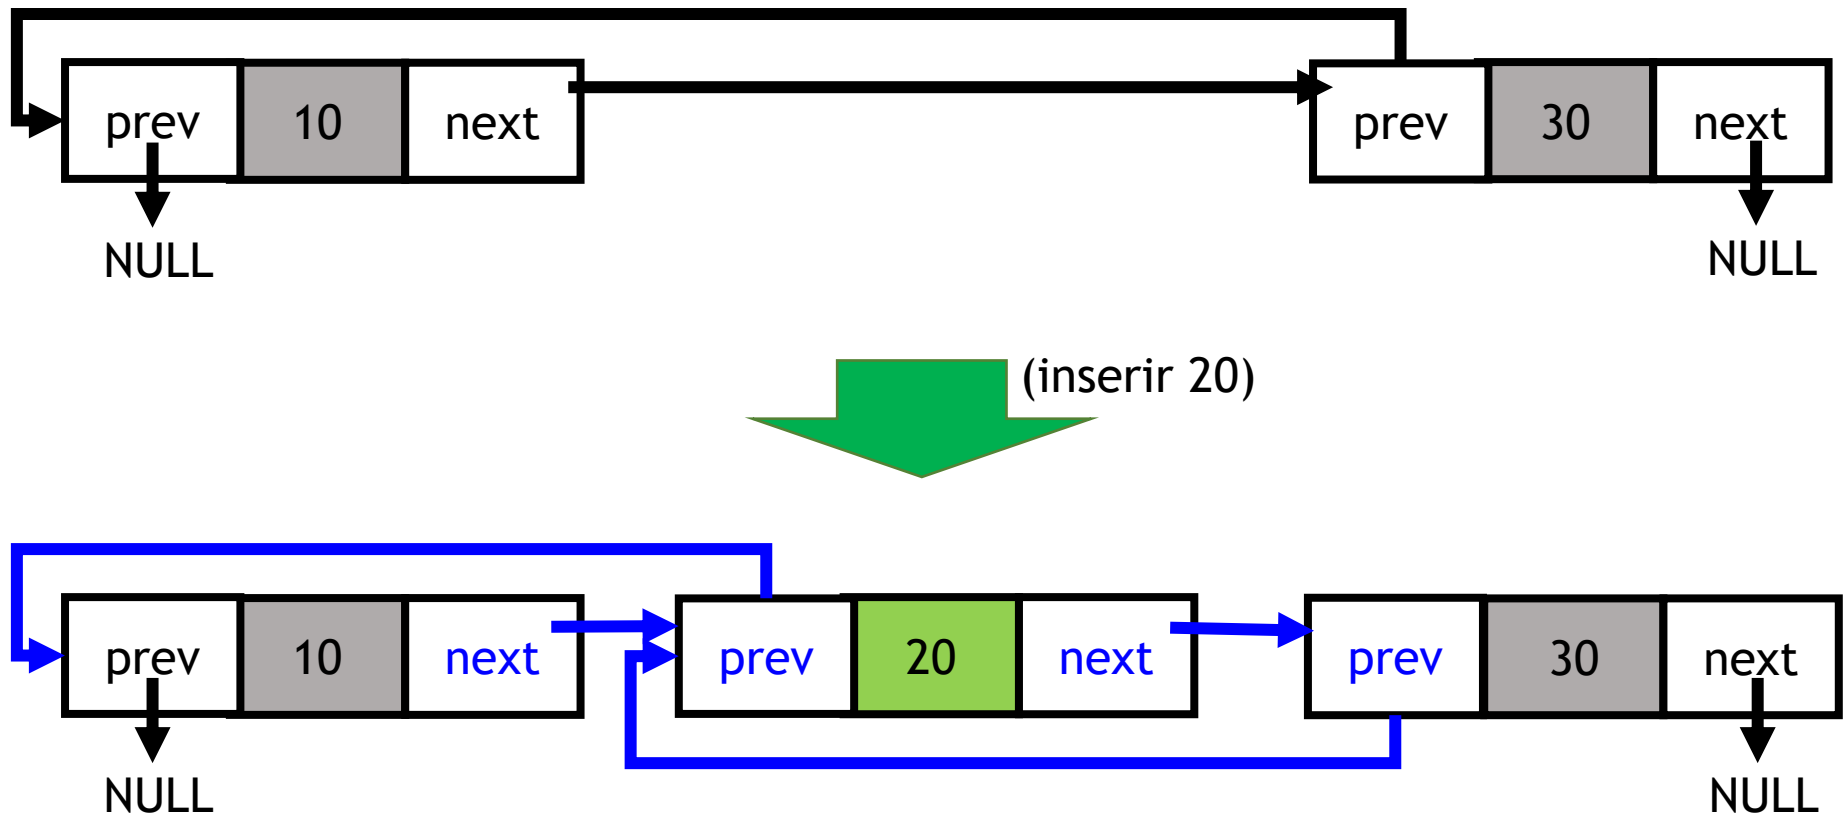 prev 10 next prev 30 next
NULL NULL
(inserir 20)
prev 10 next prev 20 next prev 30 next
NULL NULL